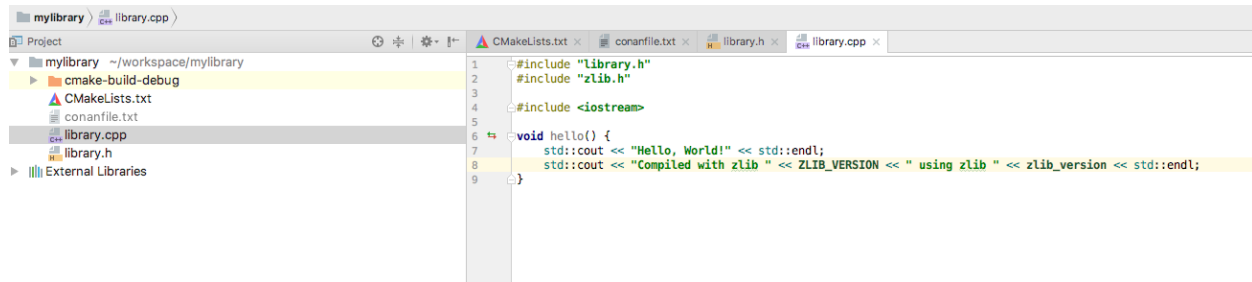 mylibrary library.cpp
Project
CMakeLists.txt conanfile.txt library.h library.cpp
mylibrary ~/workspace/mylibrary
cmake-build-debug
CMakeLists.txt
conanfile.txt
library.cpp
library.h
External Libraries
1 #include "library.h"
2 #include "zlib.h"
3
4 #include <iostream>
5
6 void hello() {
7 std::cout << "Hello, World!" << std::endl;
8 std::cout << "Compiled with zlib " << ZLIB_VERSION << " using zlib " << zlib_version << std::endl;
9 }